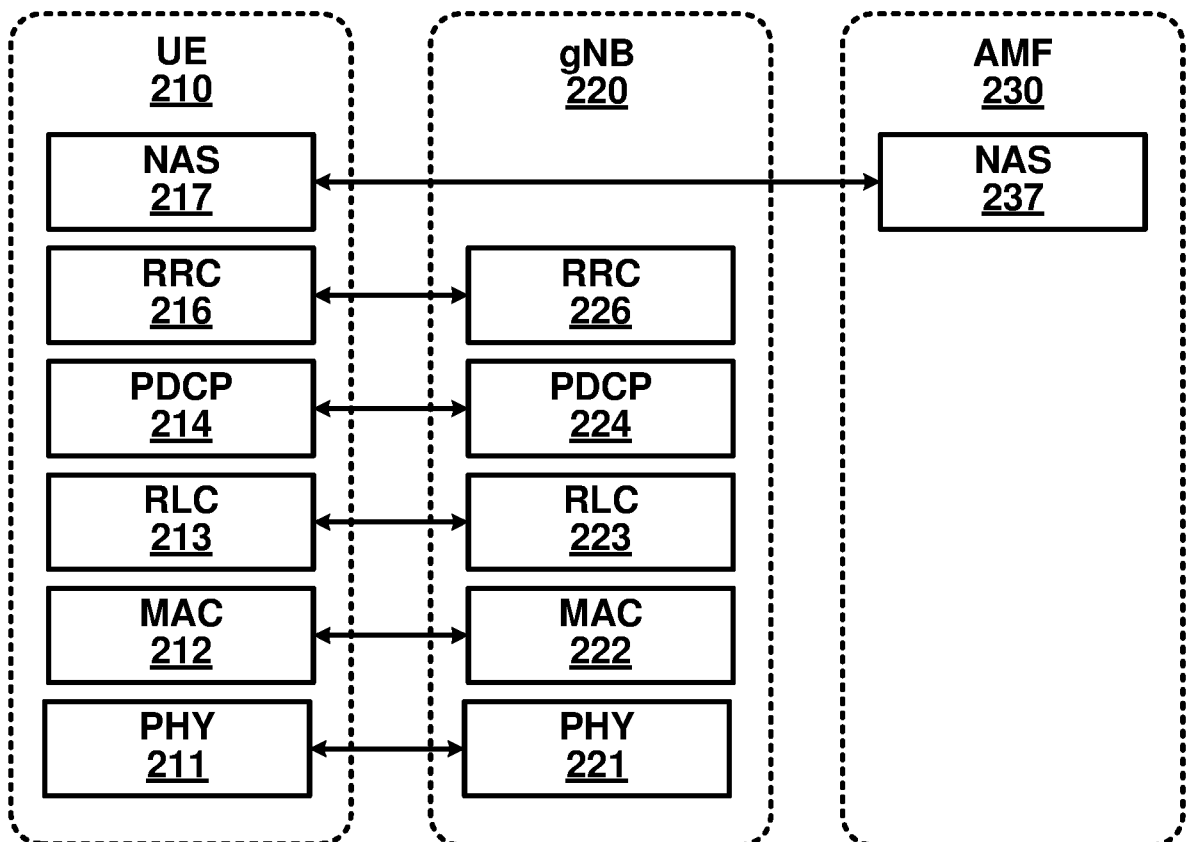 UE
210
gNB
220
AMF
230
NAS
217
NAS
237
RRC
216
RRC
226
PDCP
214
PDCP
224
RLC
213
RLC
223
MAC
212
MAC
222
PHY
211
PHY
221